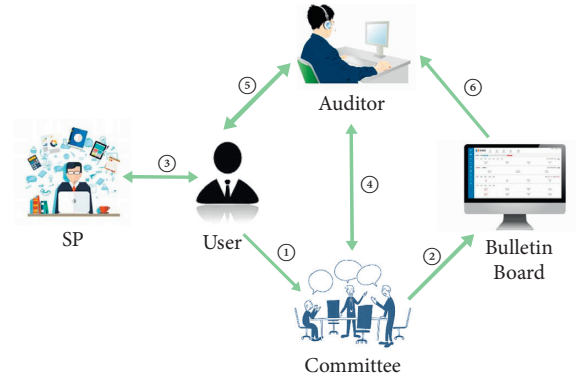 ⑤
⑥
Auditor
③
④
SP
User
①
②
Bulletin
Board
Committee